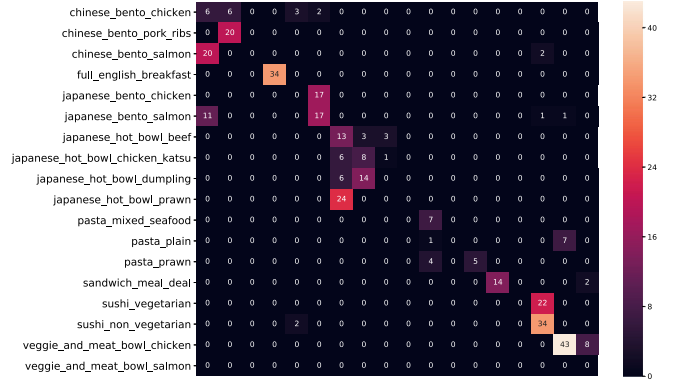 chinese_bento_chicken 6 6 0 0 3 2 0 0 0 0 0 0 0 0 0 0 0 0
chinese_bento_pork_ribs 0 20 0 0 0 0 0 0 0 0 0 0 0 0 0 0 0 0
chinese_bento_salmon 20 0 0 0 0 0 0 0 0 0 0 0 0 0 0 2 0 0
full_english_breakfast 0 0 0 34 0 0 0 0 0 0 0 0 0 0 0 0 0 0
japanese_bento_chicken 0 0 0 0 0 17 0 0 0 0 0 0 0 0 0 0 0 0
japanese_bento_salmon 11 0 0 0 0 17 0 0 0 0 0 0 0 0 0 1 1 0
japanese_hot_bowl_beef 0 0 0 0 0 0 13 3 3 0 0 0 0 0 0 0 0 0
japanese_hot_bowl_chicken_katsu 0 0 0 0 0 0 6 8 1 0 0 0 0 0 0 0 0 0
japanese_hot_bowl_dumpling 0 0 0 0 0 0 6 14 0 0 0 0 0 0 0 0 0 0
japanese_hot_bowl_prawn 0 0 0 0 0 0 24 0 0 0 0 0 0 0 0 0 0 0
pasta_mixed_seafood 0 0 0 0 0 0 0 0 0 0 7 0 0 0 0 0 0 0
pasta_plain 0 0 0 0 0 0 0 0 0 0 1 0 0 0 0 0 7 0
pasta_prawn 0 0 0 0 0 0 0 0 0 0 4 0 5 0 0 0 0 0
sandwich_meal_deal 0 0 0 0 0 0 0 0 0 0 0 0 0 14 0 0 0 2
sushi_vegetarian 0 0 0 0 0 0 0 0 0 0 0 0 0 0 0 22 0 0
sushi_non_vegetarian 0 0 0 0 2 0 0 0 0 0 0 0 0 0 0 34 0 0
veggie_and_meat_bowl_chicken 0 0 0 0 0 0 0 0 0 0 0 0 0 0 0 0 43 8
veggie_and_meat_bowl_salmon 0 0 0 0 0 0 0 0 0 0 0 0 0 0 0 0 0 0
40
32
24
16
8
0